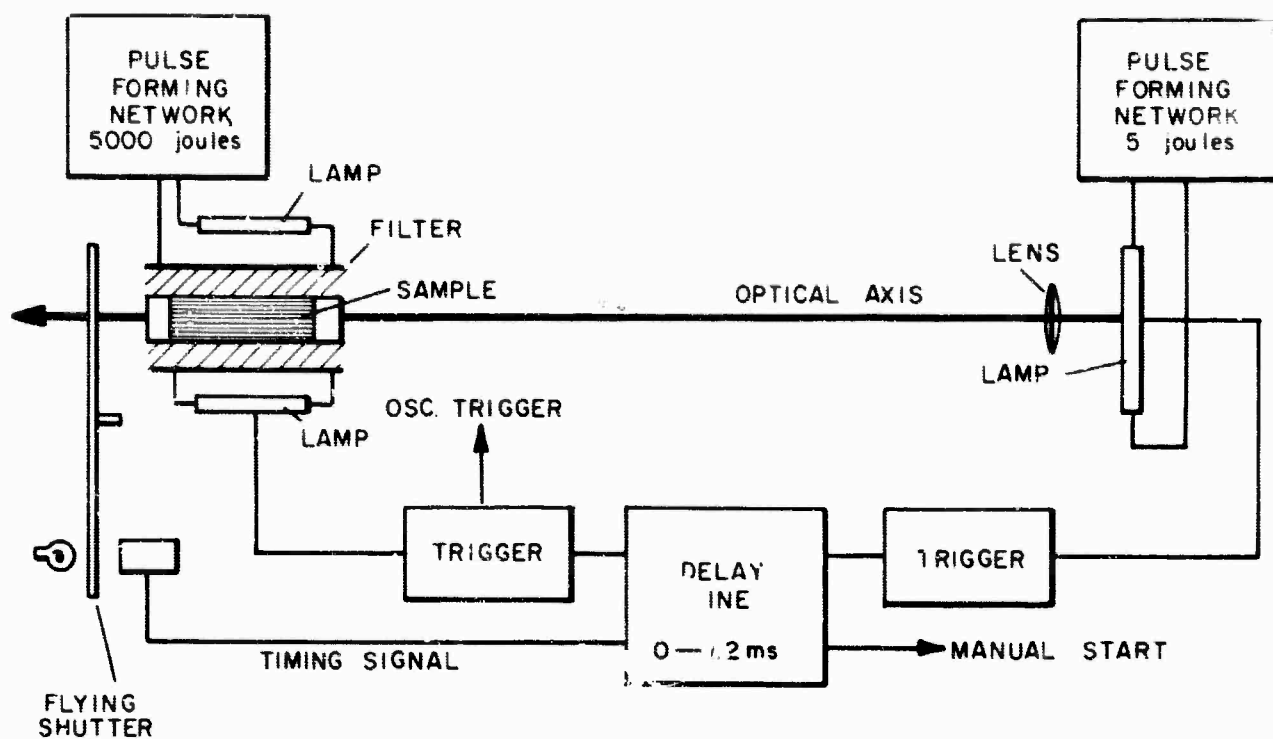 PULSE
FORMING
NETWORK
5000 joules
PULSE
FORMING
NETWORK
5 joules
LAMP
FILTER
LENS
SAMPLE
OPTICAL AXIS
LAMP
OSC. TRIGGER
LAMP
TRIGGER
DELAY
TRIGGER
TIMING SIGNAL
MANUAL START
FLYING
SHUTTER